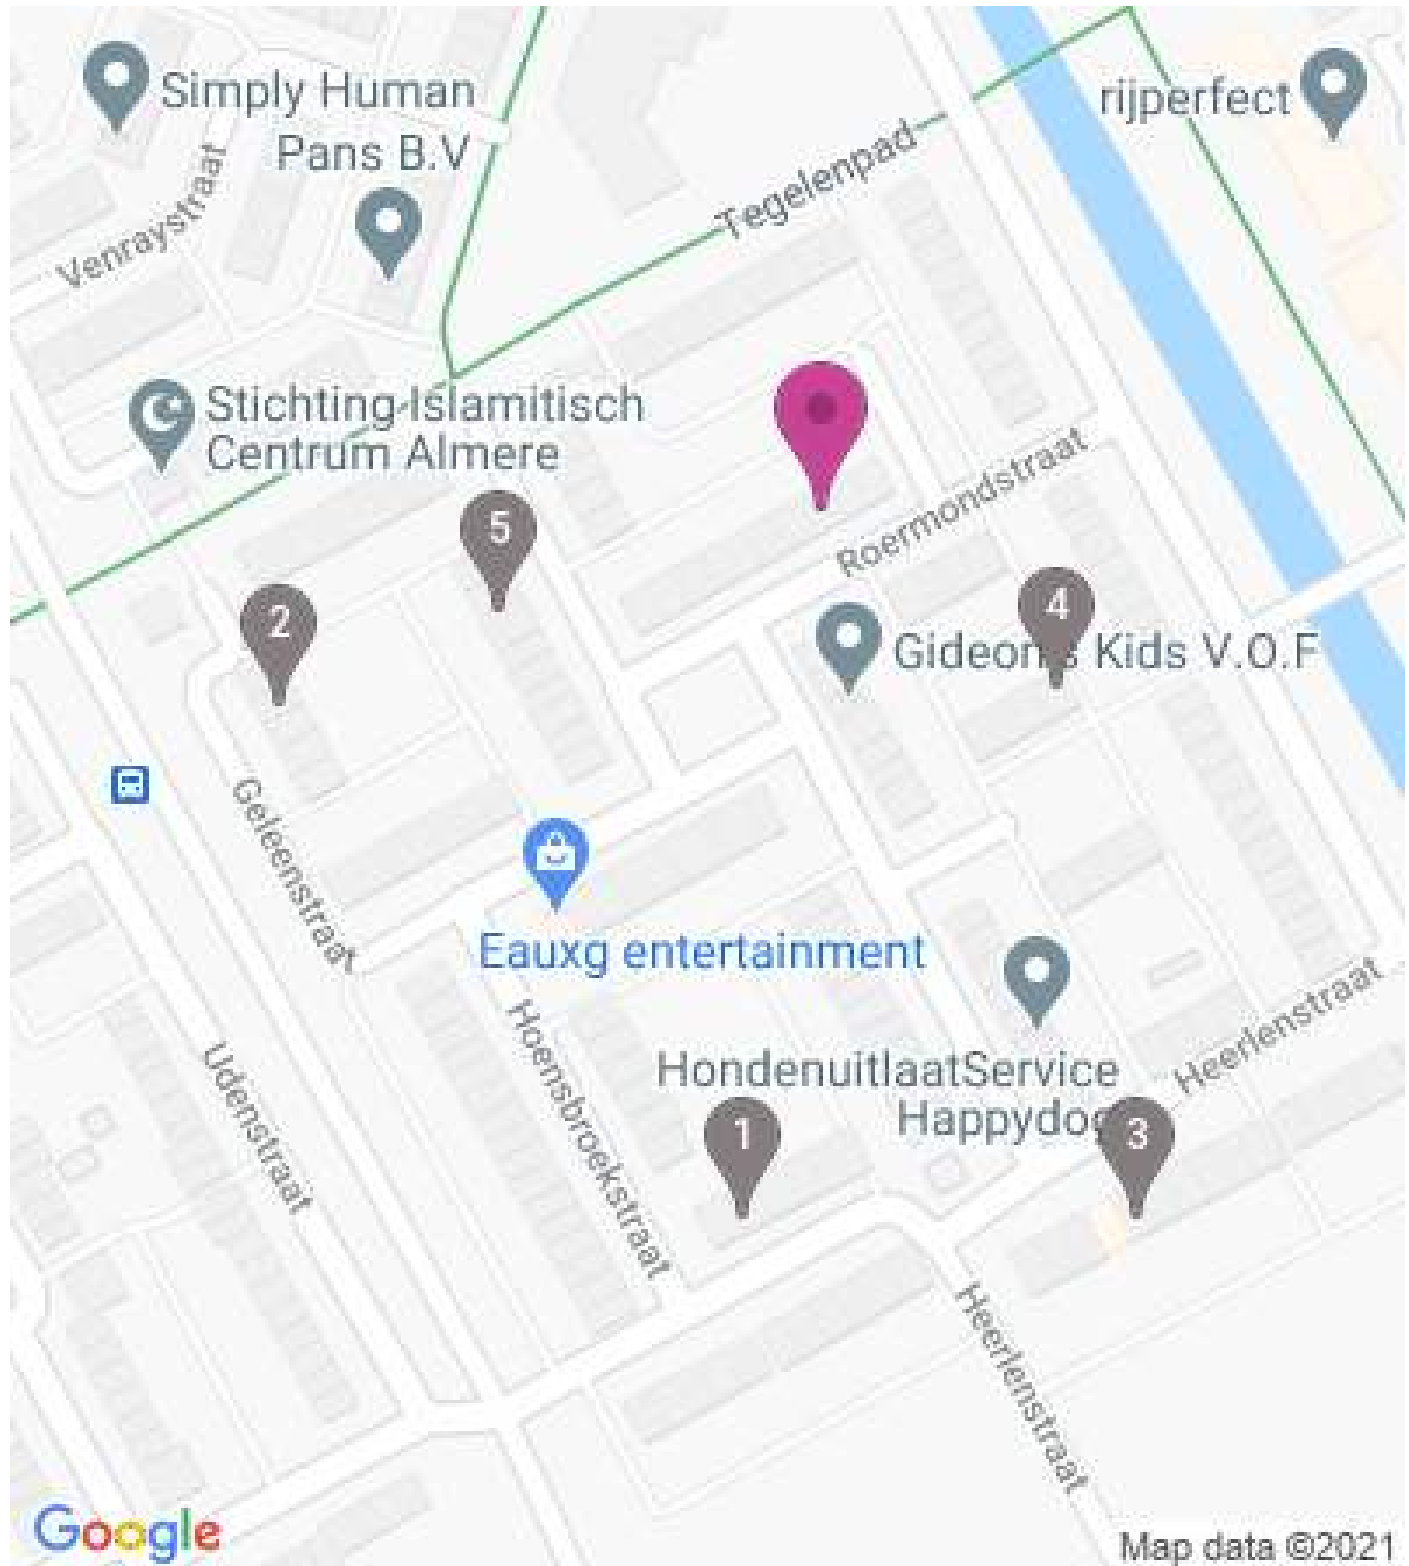 Simply Human
Pans B.V
rijperfect
Venraystraat
Tegelenpad
Stichting Islamitisch
Centrum Almere
Roermondstraat
5
2
4
Gideon's Kids V.O.F
Geleenstraat
Eauxg entertainment
Hoensbroekstraat
Udenstraat
HondenuitlaatService
Happydog
Heerlenstraat
1
3
Heerlenstraat
Google
Map data ©2021